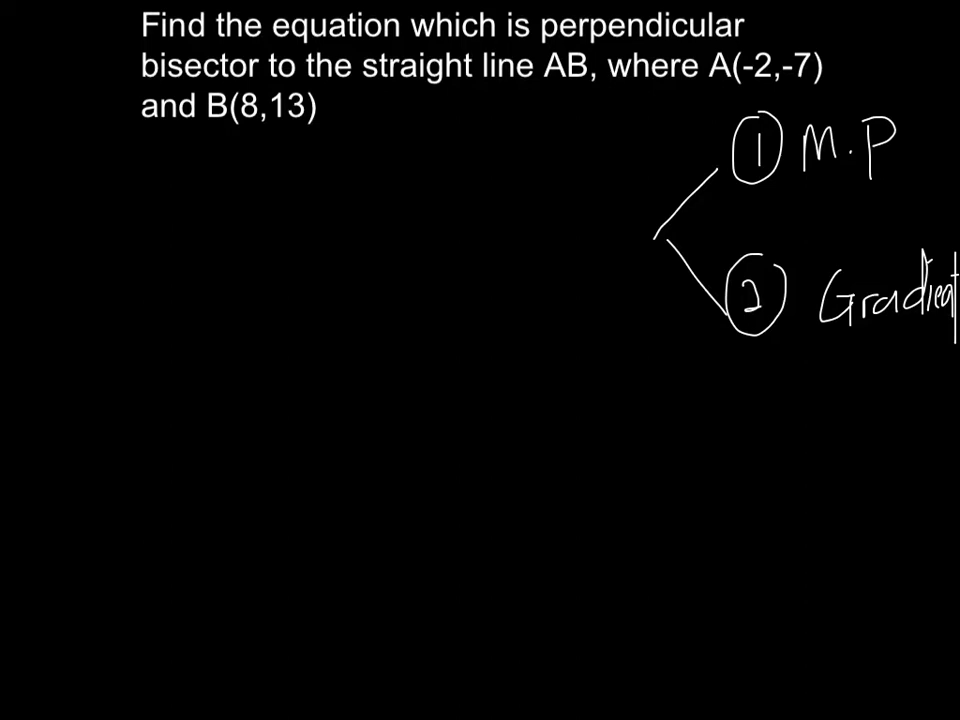 Find the equation which is perpendicular
bisector to the straight line AB, where A(-2,-7)
and B(8,13)
1 M.P
2 Gradient